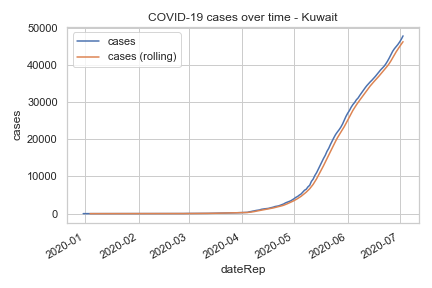 COVID-19 cases over time - Kuwait
cases
cases (rolling)
50000
40000
30000
20000
10000
0
cases
2020-01
2020-02
2020-03
2020-04
2020-05
2020-06
2020-07
dateRep